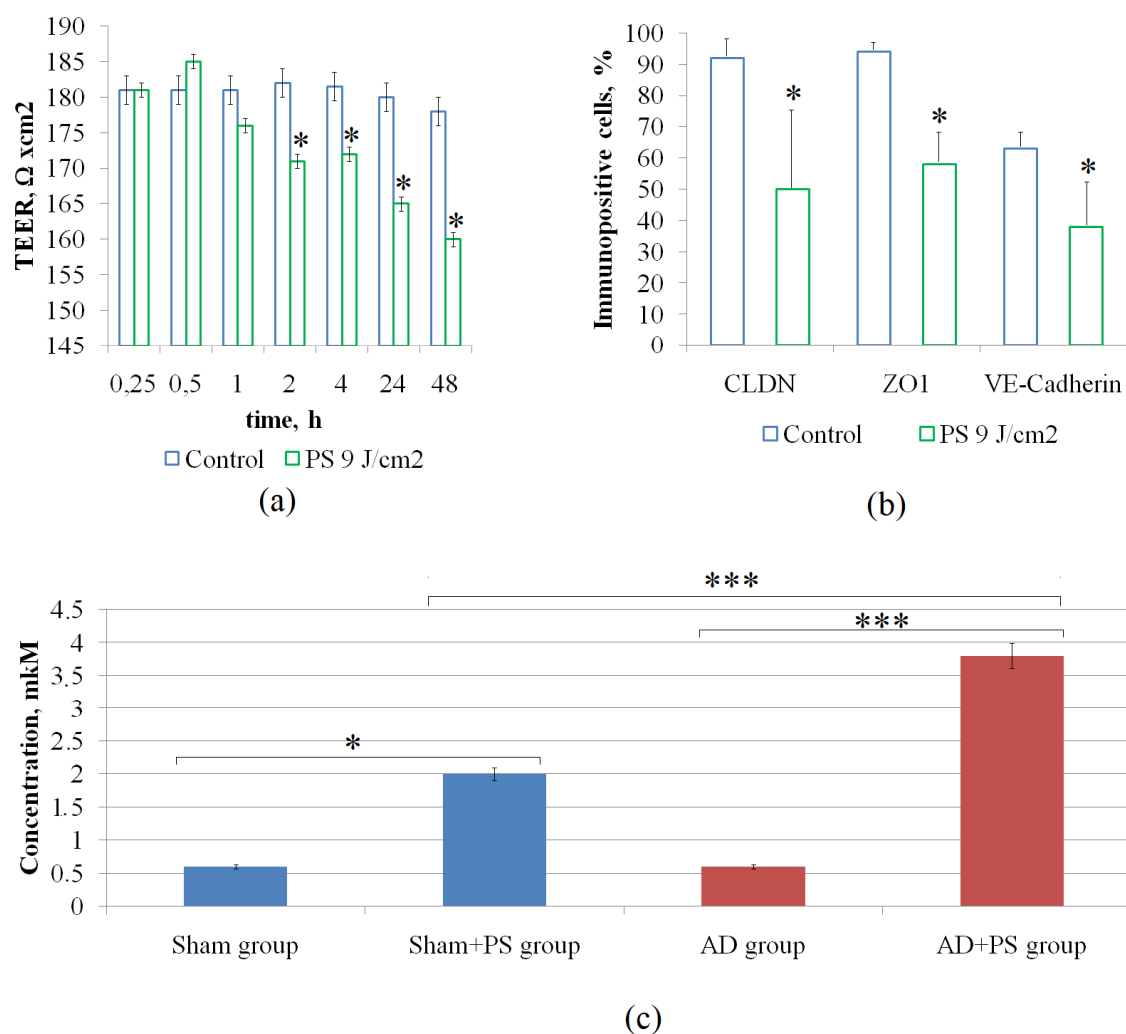 190
185
180
175
170
165
160
155
150
145
TEER, Ω xcm2
* * * *
0,25 0,5 1 2 4 24 48
time, h
Control PS 9 J/cm2
(a)
100
90
80
70
60
50
40
30
20
10
0
Immunopositive cells, %
* * *
CLDN ZO1 VE-Cadherin
Control PS 9 J/cm2
(b)
***
***
*
4.5
4
3.5
3
2.5
2
1.5
1
0.5
0
Concentration, mkM
Sham group Sham+PS group AD group AD+PS group
(c)